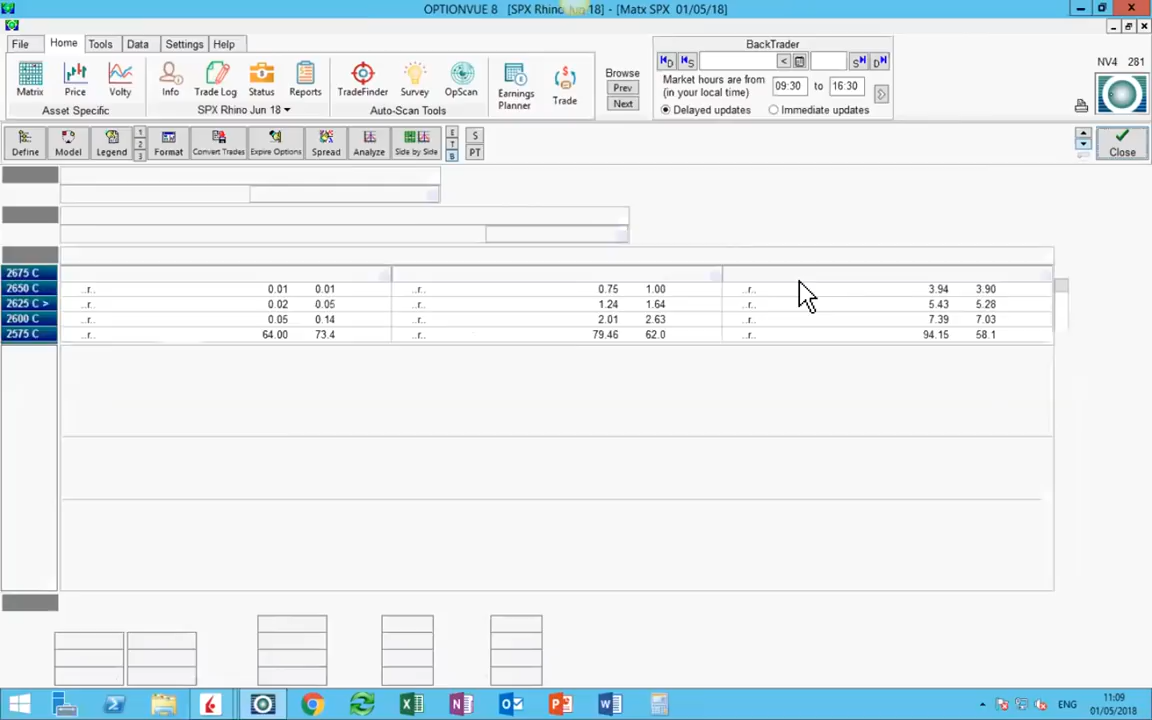 OPTIONVUE 8 [SPX Rhino Jun 18] - [Matx SPX 01/05/18]
File Home Tools Data Settings Help
BackTrader
NV4 281
Market hours are from
(in your local time) 09:30 to 16:30
Delayed updates Immediate updates
Matrix Price Volty Info Trade Log Status Reports TradeFinder Survey OpScan Earnings Planner Trade
Browse
Prev
Next
Asset Specific SPX Rhino Jun 18 Auto-Scan Tools
Define Model Legend 1 2 3 Format Convert Trades Expire Options Spread Analyze Side by Side E T B S PT Close
2675 C
2650 C ..r.. 0.01 0.01 ..r.. 0.75 1.00 ..r.. 3.94 3.90
2625 C > ..r.. 0.02 0.05 ..r.. 1.24 1.64 ..r.. 5.43 5.28
2600 C ..r.. 0.05 0.14 ..r.. 2.01 2.63 ..r.. 7.39 7.03
2575 C ..r.. 64.00 73.4 ..r.. 79.46 62.0 ..r.. 94.15 58.1
ENG
11:09
01/05/2018